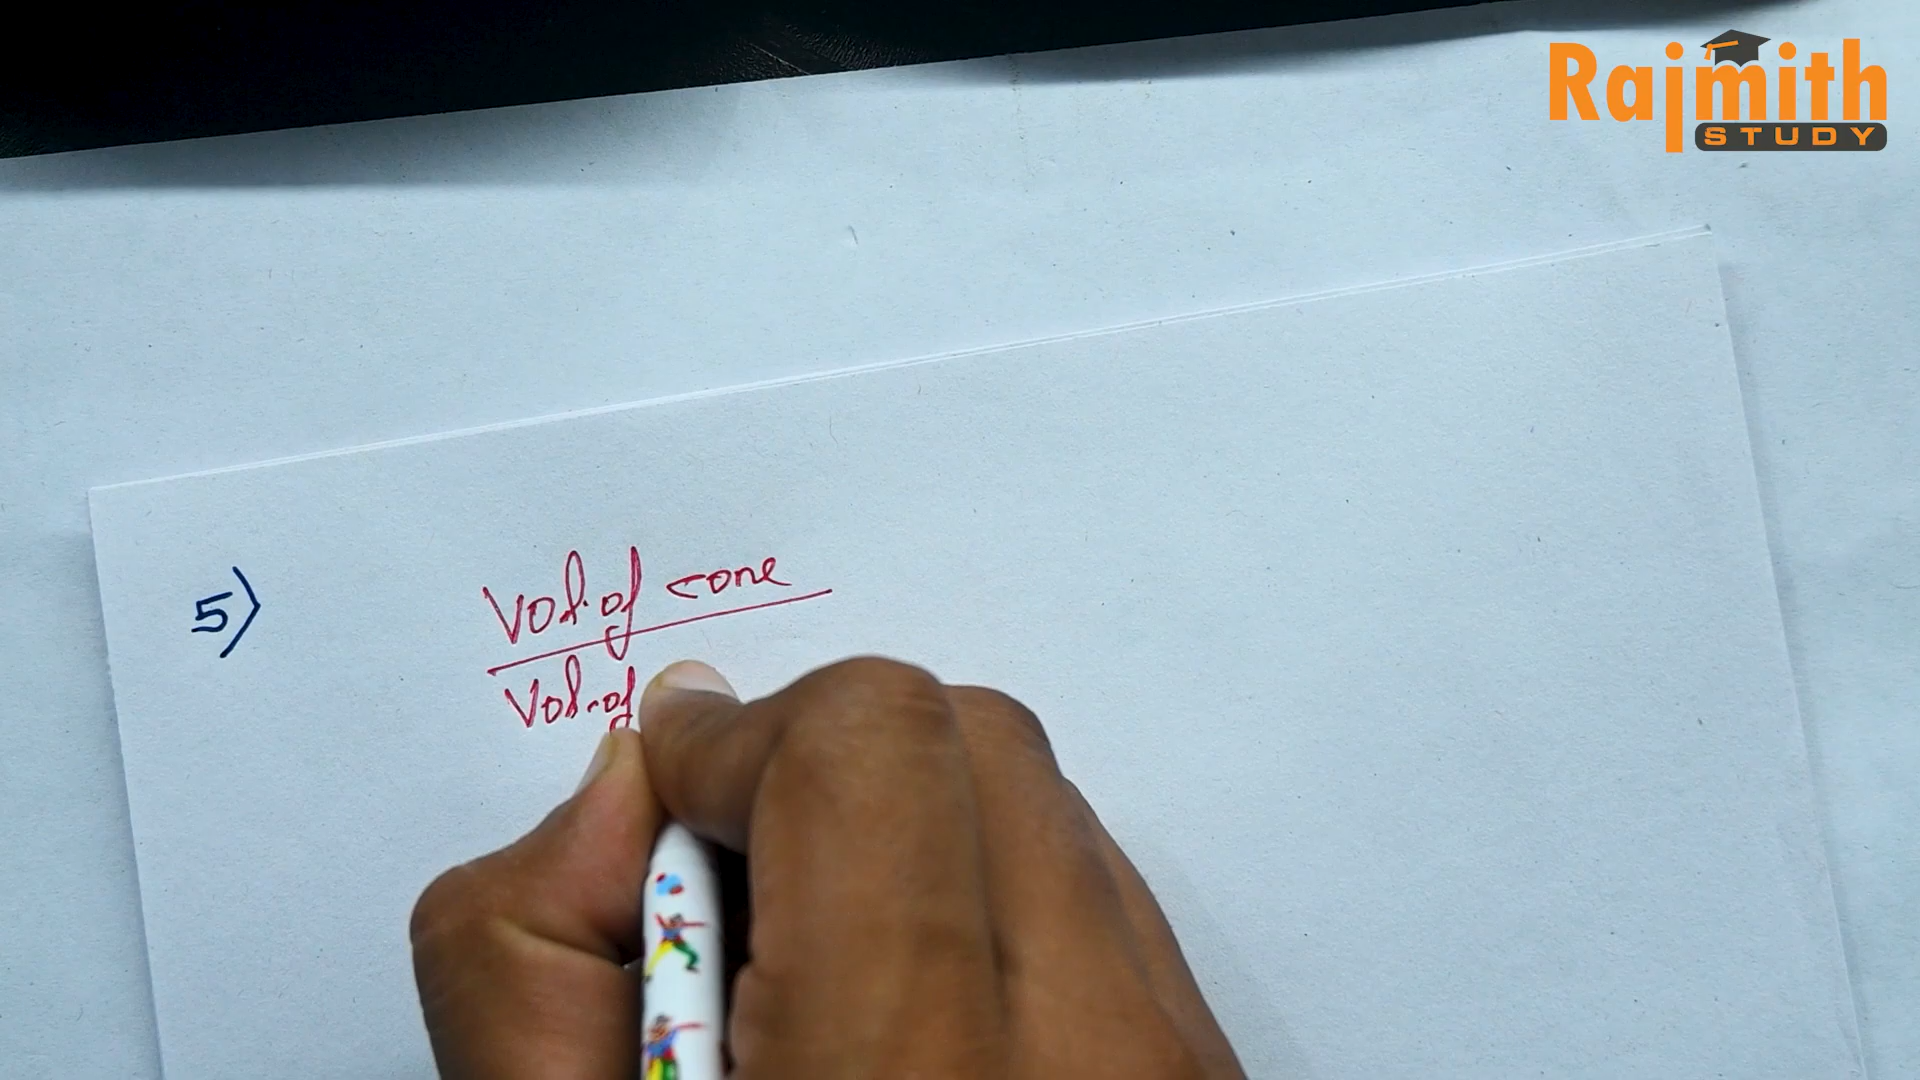 Rajmith
STUDY
5)
Vol. of cone
Vol. of